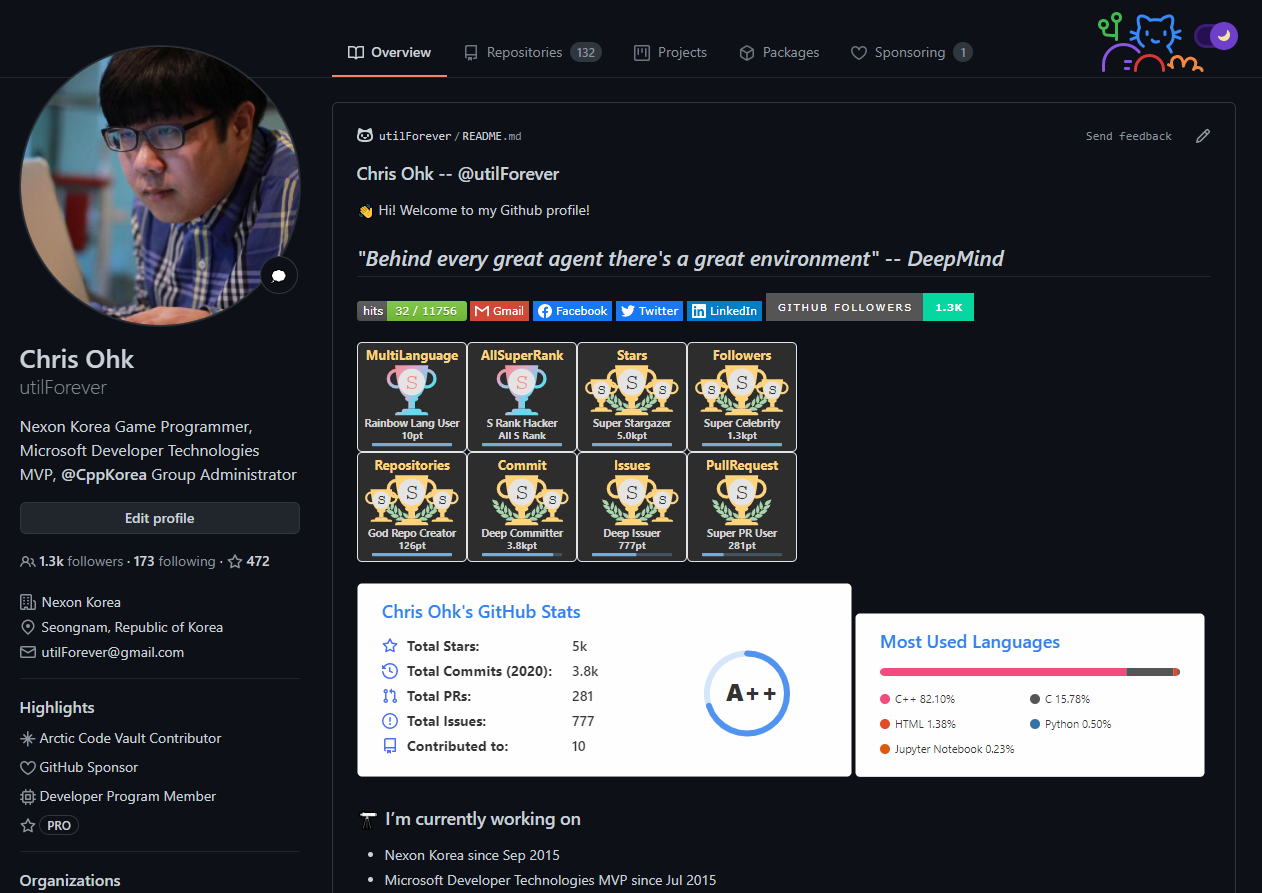 Overview
Repositories 132
Projects
Packages
Sponsoring 1
Chris Ohk
utilForever
Nexon Korea Game Programmer,
Microsoft Developer Technologies
MVP, @CppKorea Group Administrator
Edit profile
1.3k followers · 173 following · 472
Nexon Korea
Seongnam, Republic of Korea
utilForever@gmail.com
Highlights
Arctic Code Vault Contributor
GitHub Sponsor
Developer Program Member
PRO
Organizations
utilForever/README.md
Send feedback
Chris Ohk -- @utilForever
👋 Hi! Welcome to my Github profile!
"Behind every great agent there's a great environment" -- DeepMind
hits 32 / 11756 Gmail Facebook Twitter LinkedIn GITHUB FOLLOWERS 1.3K
MultiLanguage
S
Rainbow Lang User
10pt
AllSuperRank
S
S Rank Hacker
All S Rank
Stars
S S S
Super Stargazer
5.0kpt
Followers
S S S
Super Celebrity
1.3kpt
Repositories
S S S
God Repo Creator
126pt
Commit
S S
Deep Committer
3.8kpt
Issues
S S
Deep Issuer
777pt
PullRequest
S
Super PR User
281pt
Chris Ohk's GitHub Stats
Total Stars: 5k
Total Commits (2020): 3.8k
Total PRs: 281
Total Issues: 777
Contributed to: 10
A++
Most Used Languages
C++ 82.10%
C 15.78%
HTML 1.38%
Python 0.50%
Jupyter Notebook 0.23%
I'm currently working on
• Nexon Korea since Sep 2015
• Microsoft Developer Technologies MVP since Jul 2015